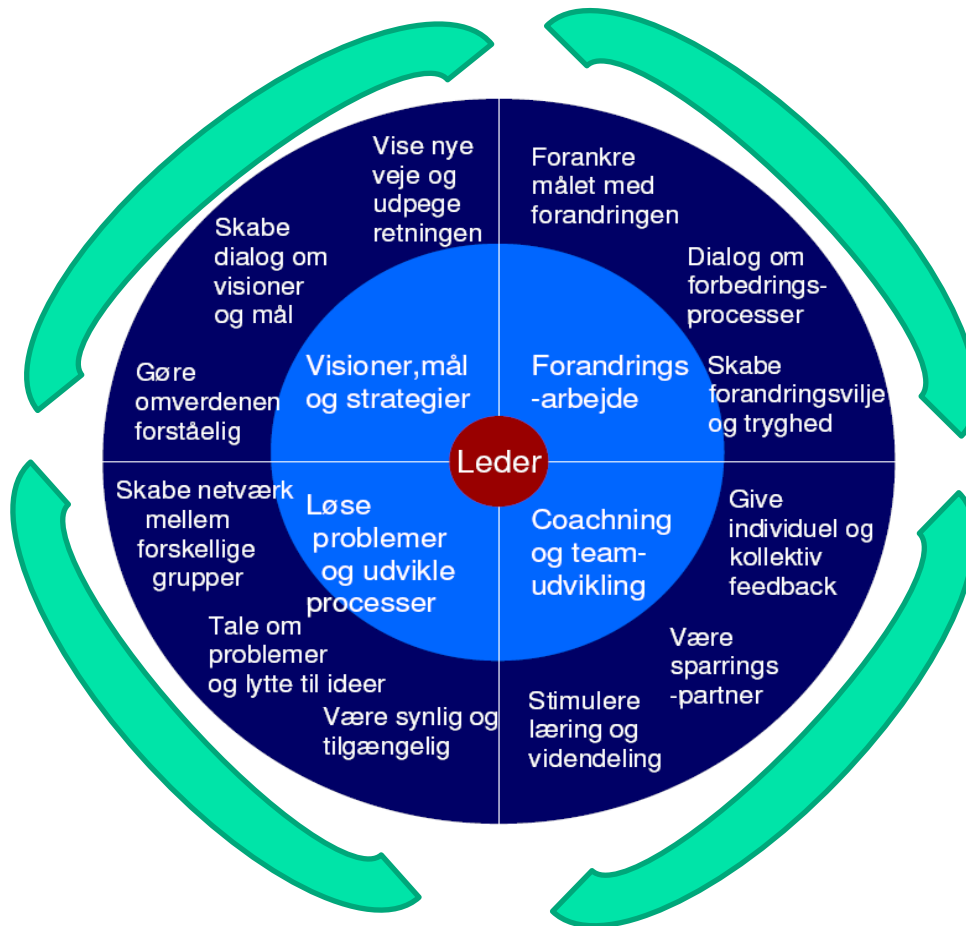 Vise nye
veje og
udpege
retningen
Forankre
målet med
forandringen
Skabe
dialog om
visioner
og mål
Dialog om
forbedrings-
processer
Gøre
omverdenen
forståelig
Visioner,mål
og strategier
Forandrings
-arbejde
Skabe
forandringsvilje
og tryghed
Leder
Skabe netværk
mellem
forskellige
grupper
Løse
problemer
og udvikle
processer
Coachning
og team-
udvikling
Give
individuel og
kollektiv
feedback
Tale om
problemer
og lytte til ideer
Være
sparrings
-partner
Være synlig og
tilgængelig
Stimulere
læring og
videndeling